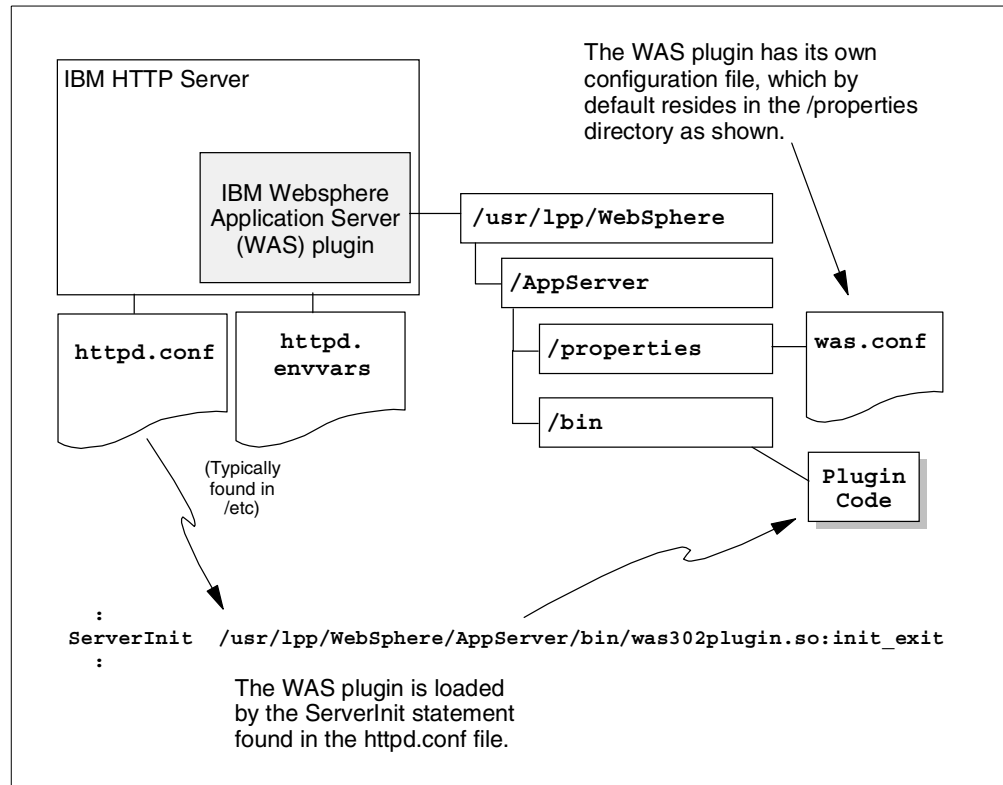 The WAS plugin has its own
configuration file, which by
default resides in the /properties
directory as shown.
IBM HTTP Server
IBM Websphere
Application Server
(WAS) plugin
/usr/lpp/WebSphere
/AppServer
/properties
/bin
was.conf
Plugin
Code
httpd.conf
httpd.
envvars
(Typically
found in
/etc)
:
ServerInit /usr/lpp/WebSphere/AppServer/bin/was302plugin.so:init_exit
:
The WAS plugin is loaded
by the ServerInit statement
found in the httpd.conf file.